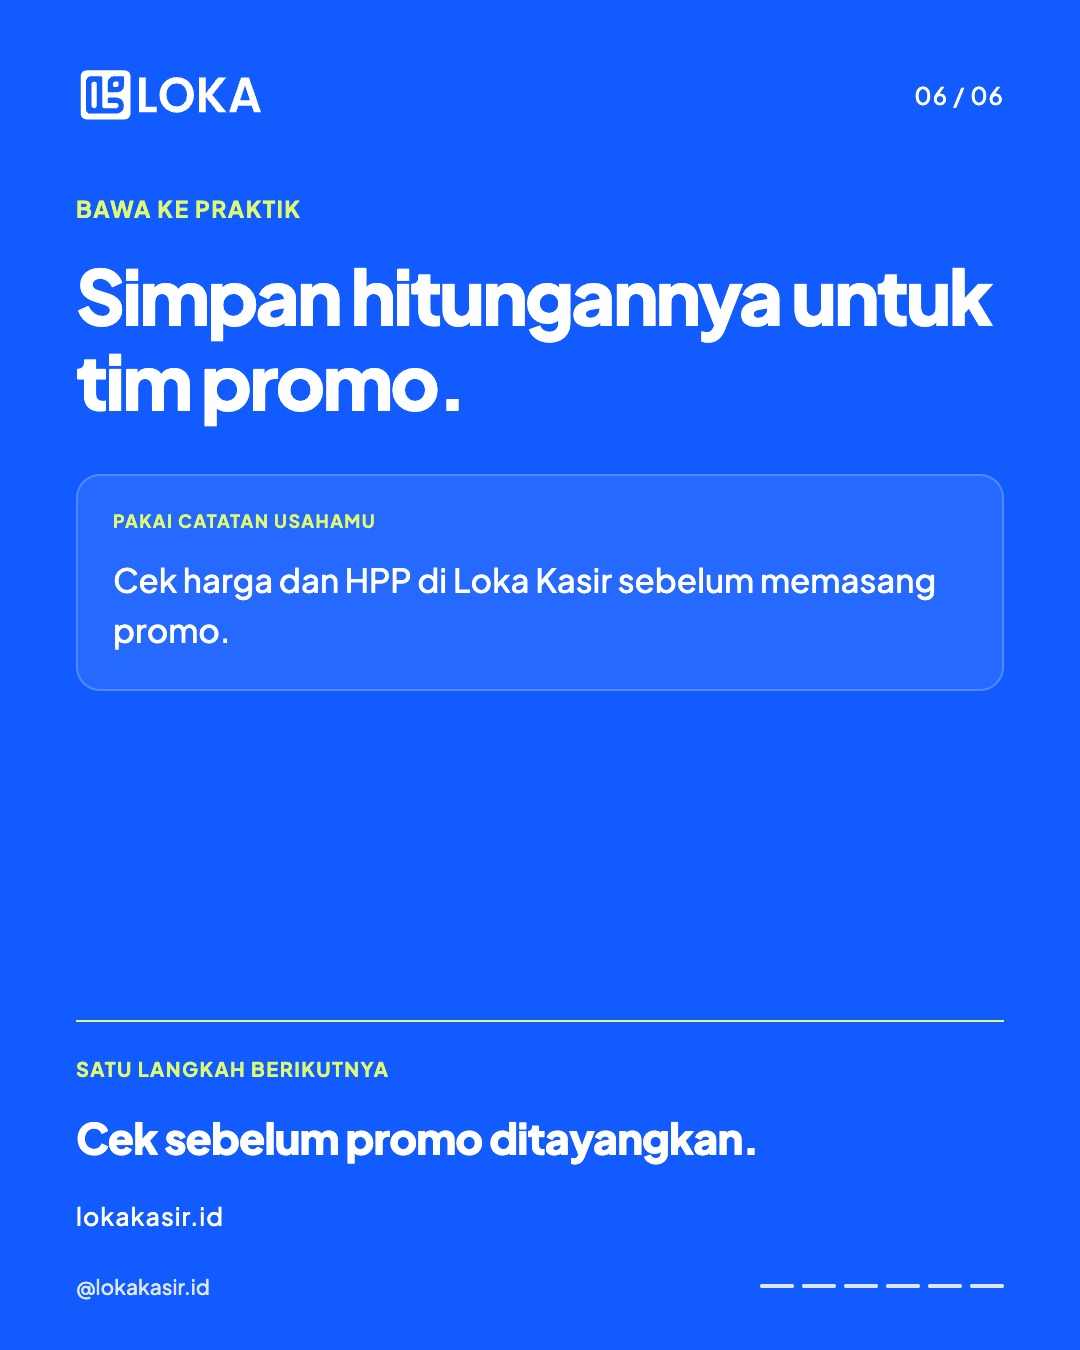 LOKA
06 / 06
BAWA KE PRAKTIK
Simpan hitungannya untuk
tim promo.
PAKAI CATATAN USAHAMU
Cek harga dan HPP di Loka Kasir sebelum memasang
promo.
SATU LANGKAH BERIKUTNYA
Cek sebelum promo ditayangkan.
lokakasir.id
@lokakasir.id